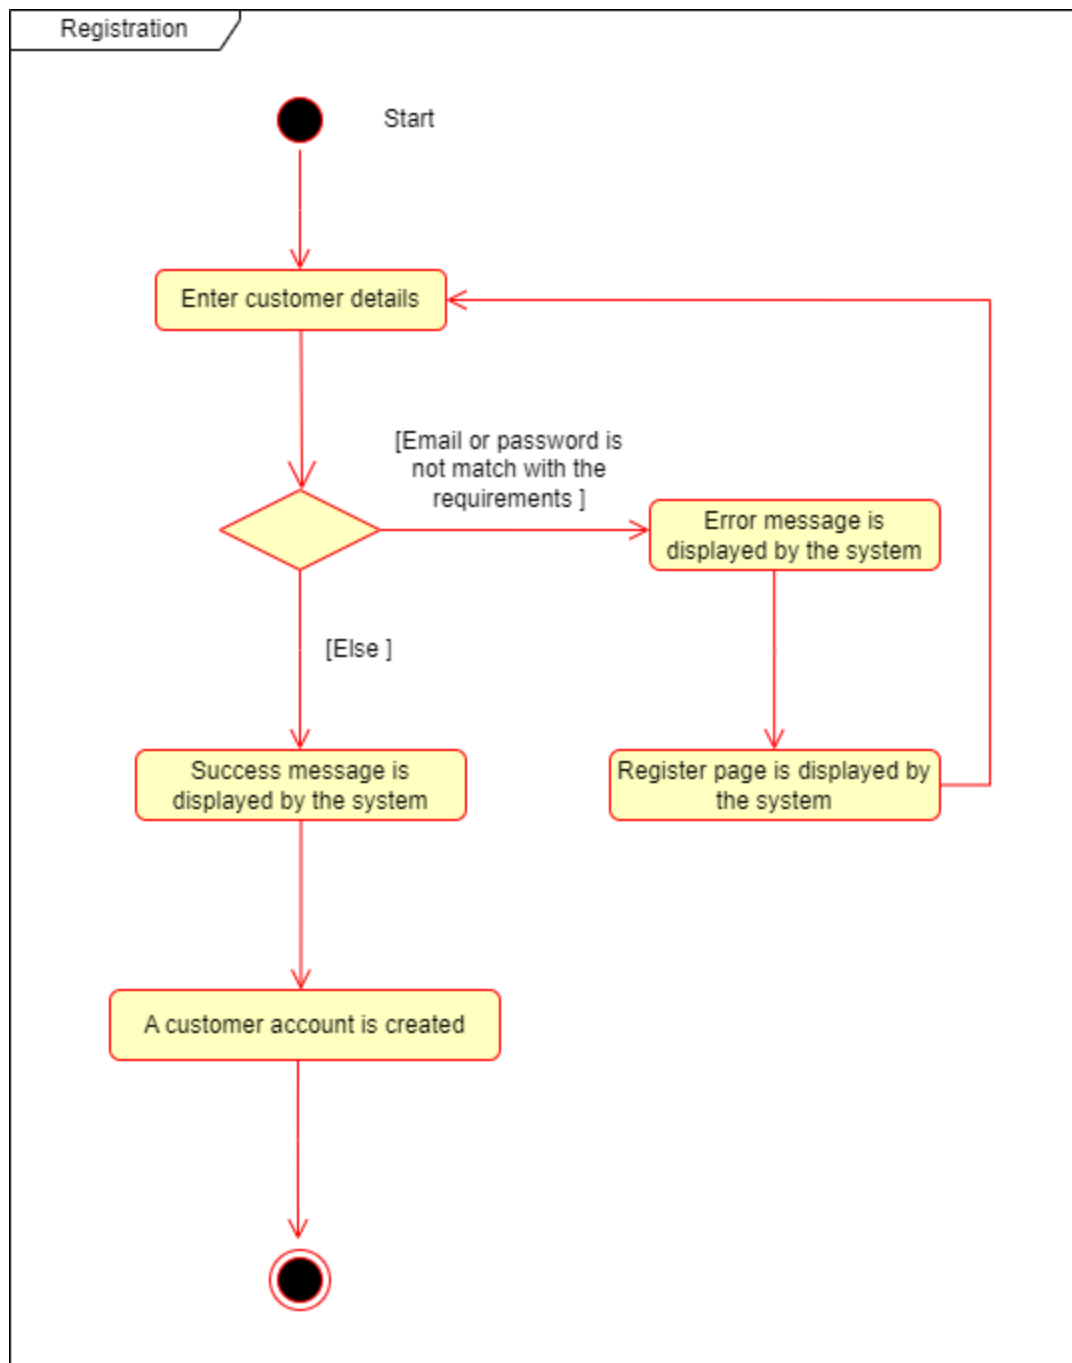 Registration
Start
Enter customer details
[Email or password is
not match with the
requirements ]
Error message is
displayed by the system
[Else ]
Success message is
displayed by the system
Register page is displayed by
the system
A customer account is created